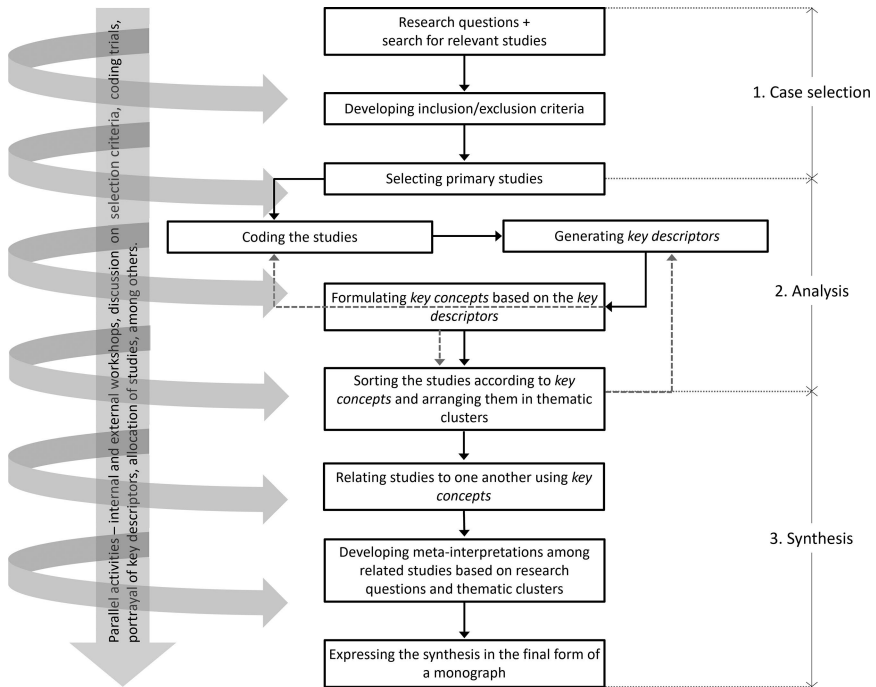 Research questions +
search for relevant studies
Developing inclusion/exclusion criteria
Selecting primary studies
Coding the studies
Generating key descriptors
Formulating key concepts based on the key
descriptors
Sorting the studies according to key
concepts and arranging them in thematic
clusters
Relating studies to one another using key
concepts
Developing meta-interpretations among
related studies based on research
questions and thematic clusters
Expressing the synthesis in the final form of
a monograph
1. Case selection
2. Analysis
3. Synthesis
Parallel activities – internal and external workshops, discussion on selection criteria, coding trials,
portrayal of key descriptors, allocation of studies, among others.